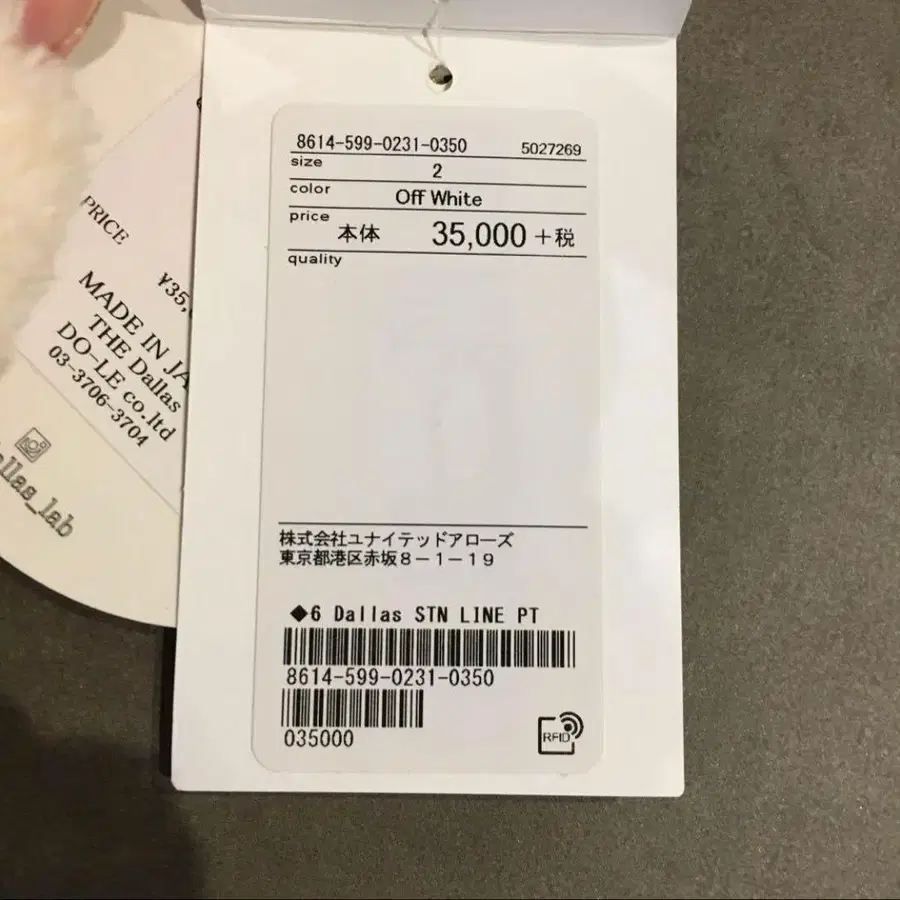 8614-599-0231-0350 5027269
size 2
color Off White
price 本体 35,000 +税
quality
株式会社ユナイテッドアローズ
東京都港区赤坂8-1-19
◆6 Dallas STN LINE PT
8614-599-0231-0350
035000
RFID
PRICE
¥35,
MADE IN JA
THE Dallas
DO-LE co.ltd
03-3706-3704
llas_lab